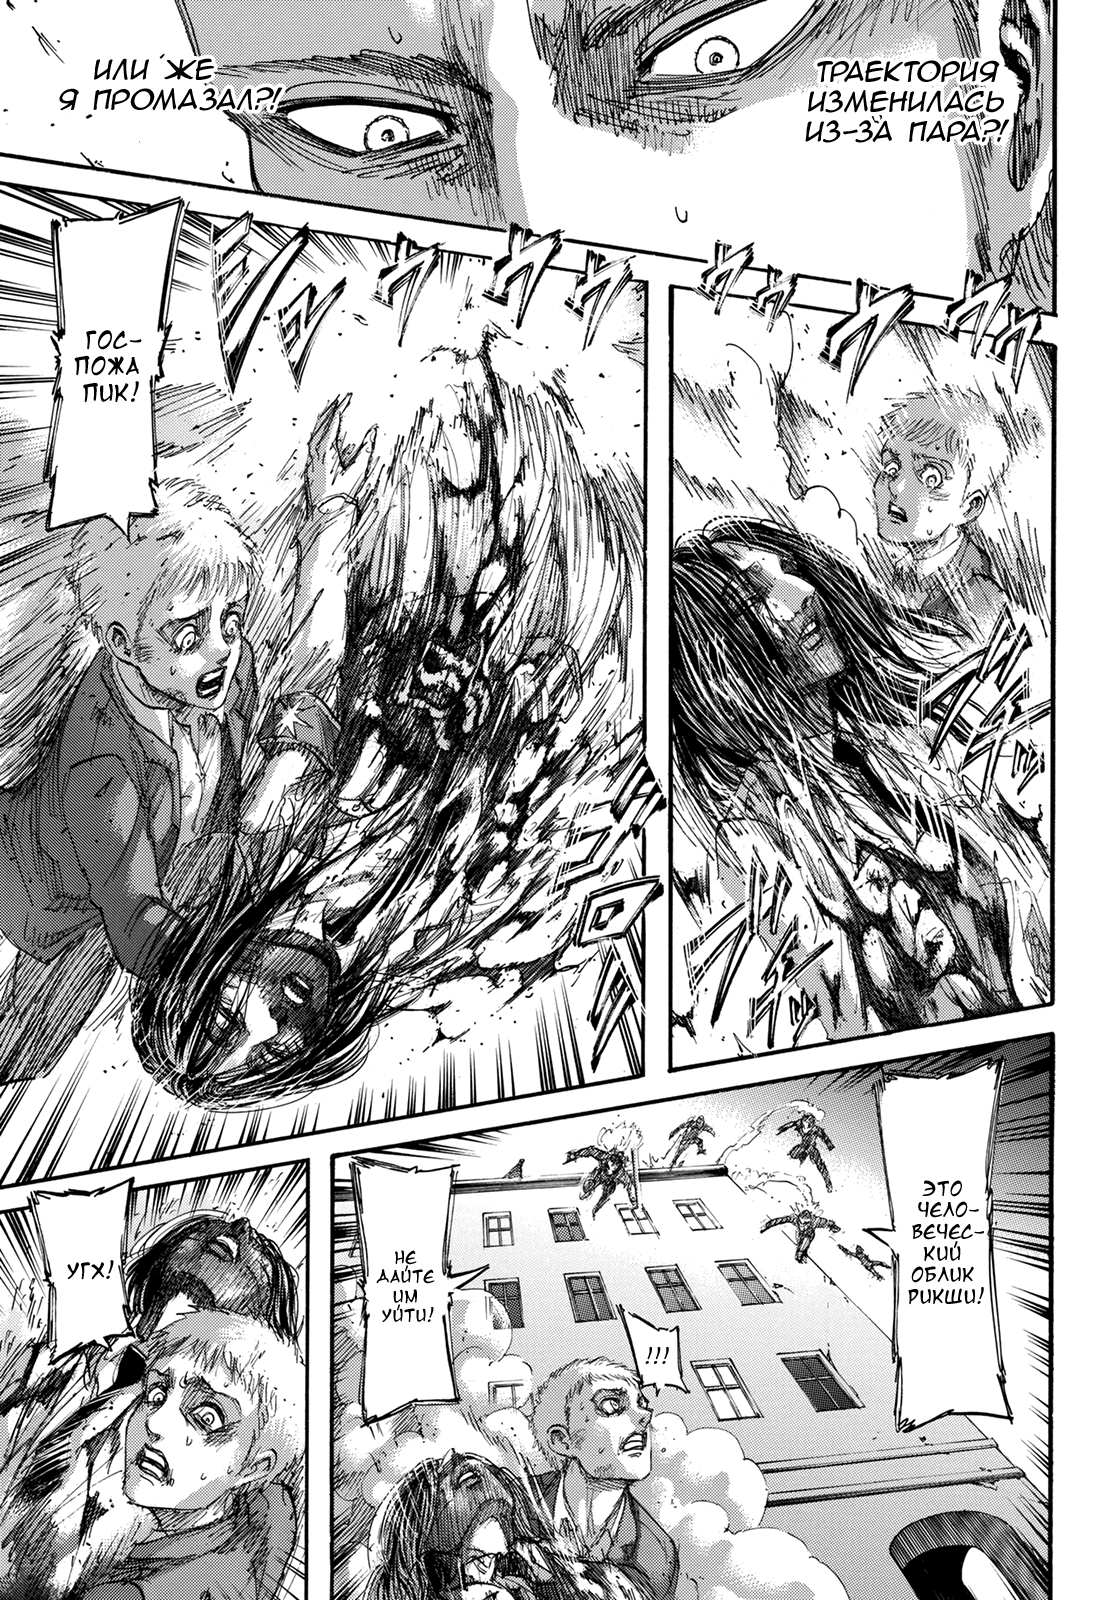 ТРАЕКТОРИЯ
ИЗМЕНИЛАСЬ
ИЗ-ЗА ПАРА?!
ИЛИ ЖЕ
Я ПРОМАЗАЛ?!
ГОС-
ПОЖА
ПИК!
ЭТО
ЧЕЛО-
ВЕЧЕС-
КИЙ
ОБЛИК
РИКШИ!
НЕ
ДАЙТЕ
ИМ
УЙТИ!
!!!
УГХ!